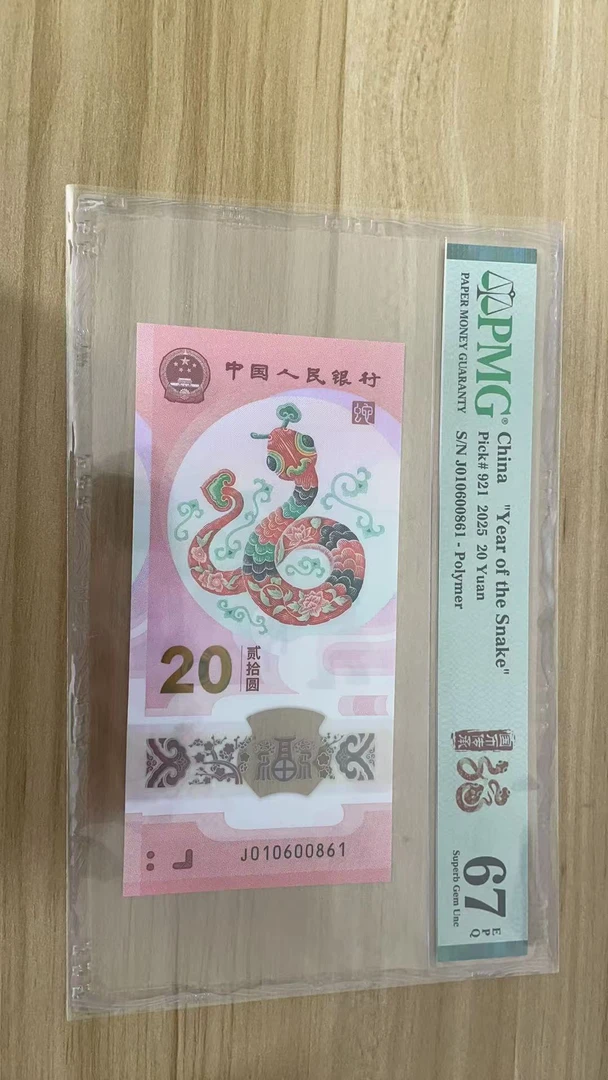 PMG®
PAPER MONEY GUARANTY
China "Year of the Snake"
Pick# 921 2025 20 Yuan
S/N J010600861 - Polymer
67
EPQ
Superb Gem Unc
中国人民银行
20
贰拾圆
福
J010600861